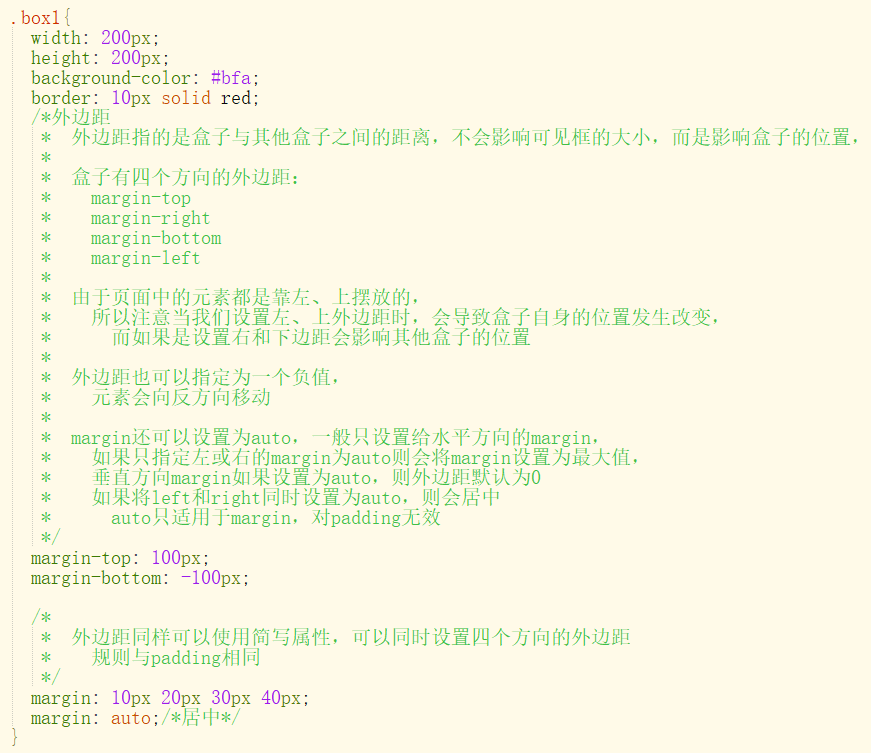 .box1{
width: 200px;
height: 200px;
background-color: #bfa;
border: 10px solid red;
/*外边距
* 外边距指的是盒子与其他盒子之间的距离，不会影响可见框的大小，而是影响盒子的位置，
*
* 盒子有四个方向的外边距：
* margin-top
* margin-right
* margin-bottom
* margin-left
*
* 由于页面中的元素都是靠左、上摆放的，
* 所以注意当我们设置左、上外边距时，会导致盒子自身的位置发生改变，
* 而如果是设置右和下边距会影响其他盒子的位置
*
* 外边距也可以指定为一个负值，
* 元素会向反方向移动
*
* margin还可以设置为auto，一般只设置给水平方向的margin，
* 如果只指定左或右的margin为auto则会将margin设置为最大值，
* 垂直方向margin如果设置为auto，则外边距默认为0
* 如果将left和right同时设置为auto，则会居中
* auto只适用于margin，对padding无效
*/
margin-top: 100px;
margin-bottom: -100px;
/*
* 外边距同样可以使用简写属性，可以同时设置四个方向的外边距
* 规则与padding相同
*/
margin: 10px 20px 30px 40px;
margin: auto;/*居中*/
}